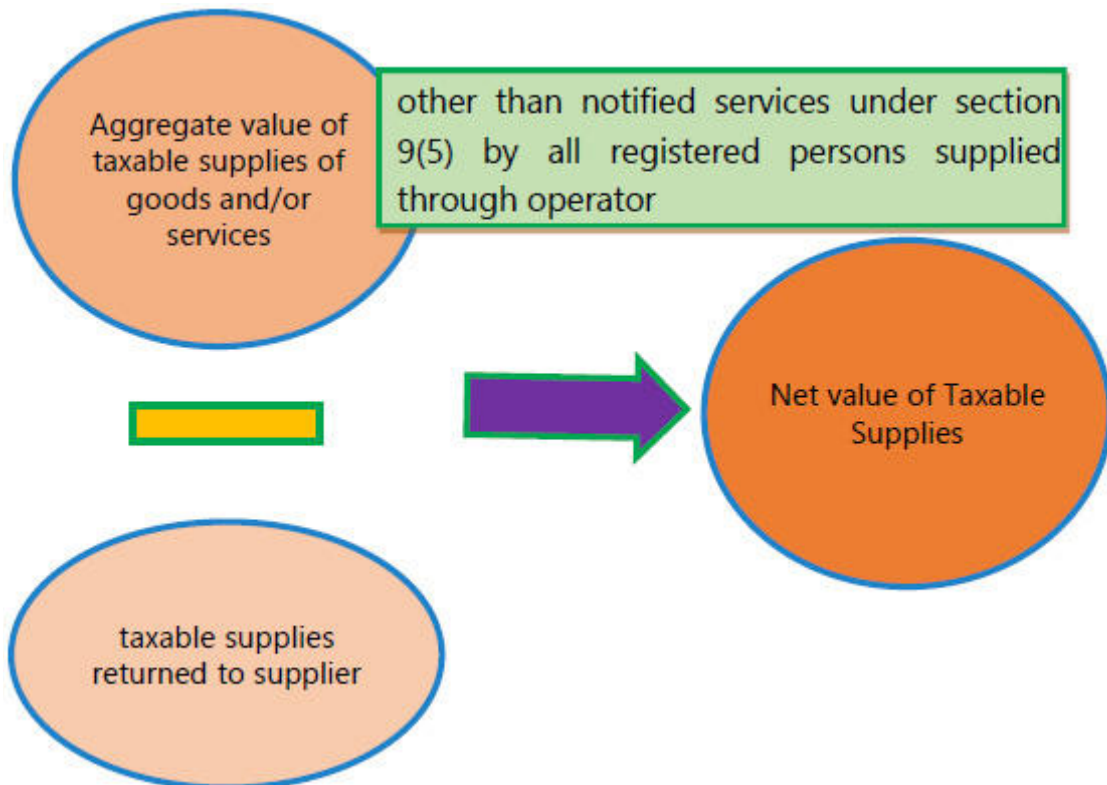 Aggregate value of
taxable supplies of
goods and/or
services
other than notified services under section
9(5) by all registered persons supplied
through operator
Net value of Taxable
Supplies
taxable supplies
returned to supplier